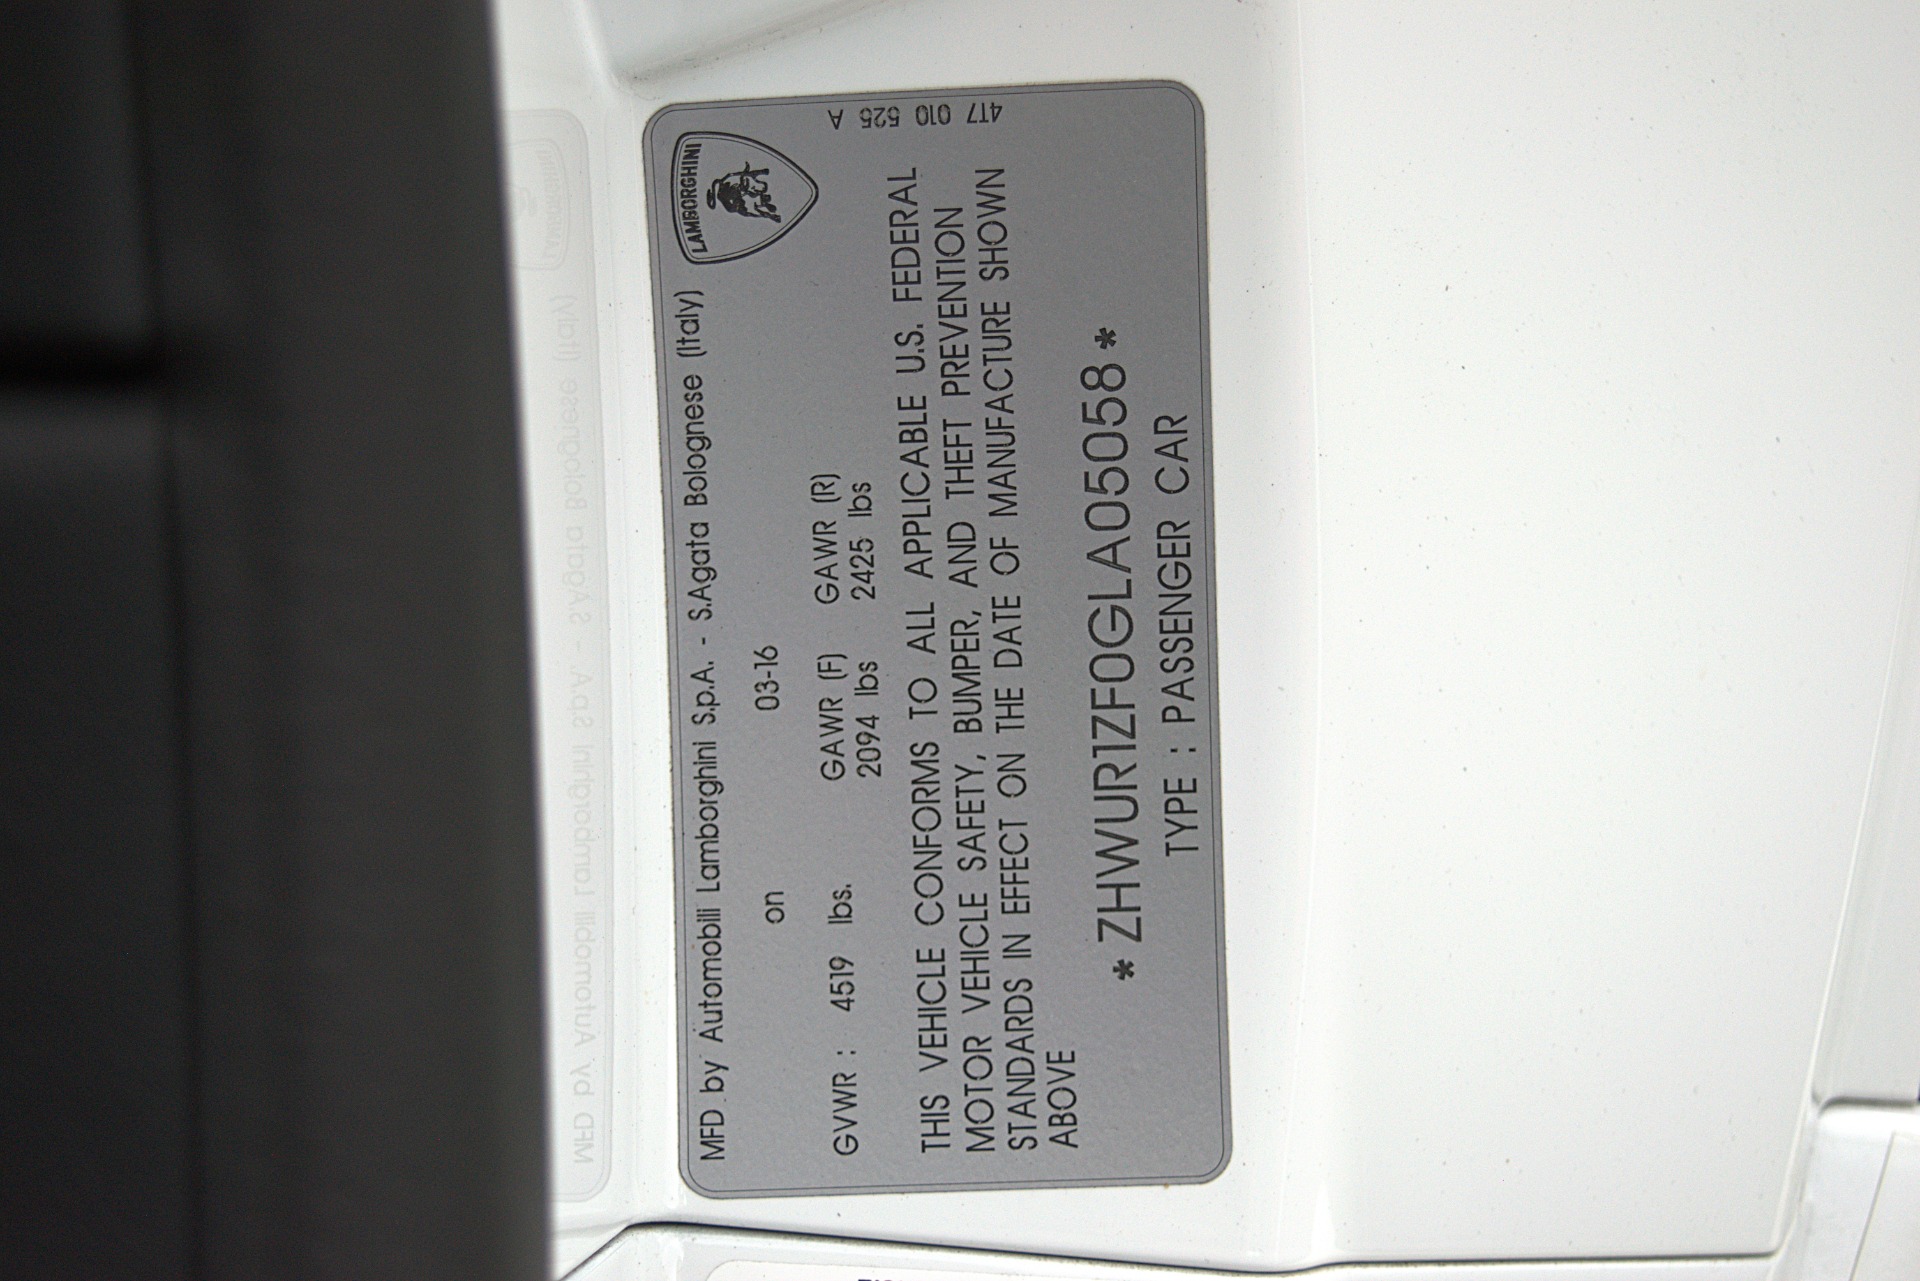 LAMBORGHINI
MFD by Automobili Lamborghini S.p.A. - S.Agata Bolognese (Italy)
on 03-16
GVWR : 4519 lbs. GAWR (F) GAWR (R)
2094 lbs 2425 lbs
4T7 010 525 A
THIS VEHICLE CONFORMS TO ALL APPLICABLE U.S. FEDERAL
MOTOR VEHICLE SAFETY, BUMPER, AND THEFT PREVENTION
STANDARDS IN EFFECT ON THE DATE OF MANUFACTURE SHOWN
ABOVE
* ZHWUR1ZF0GLA05058 *
TYPE : PASSENGER CAR